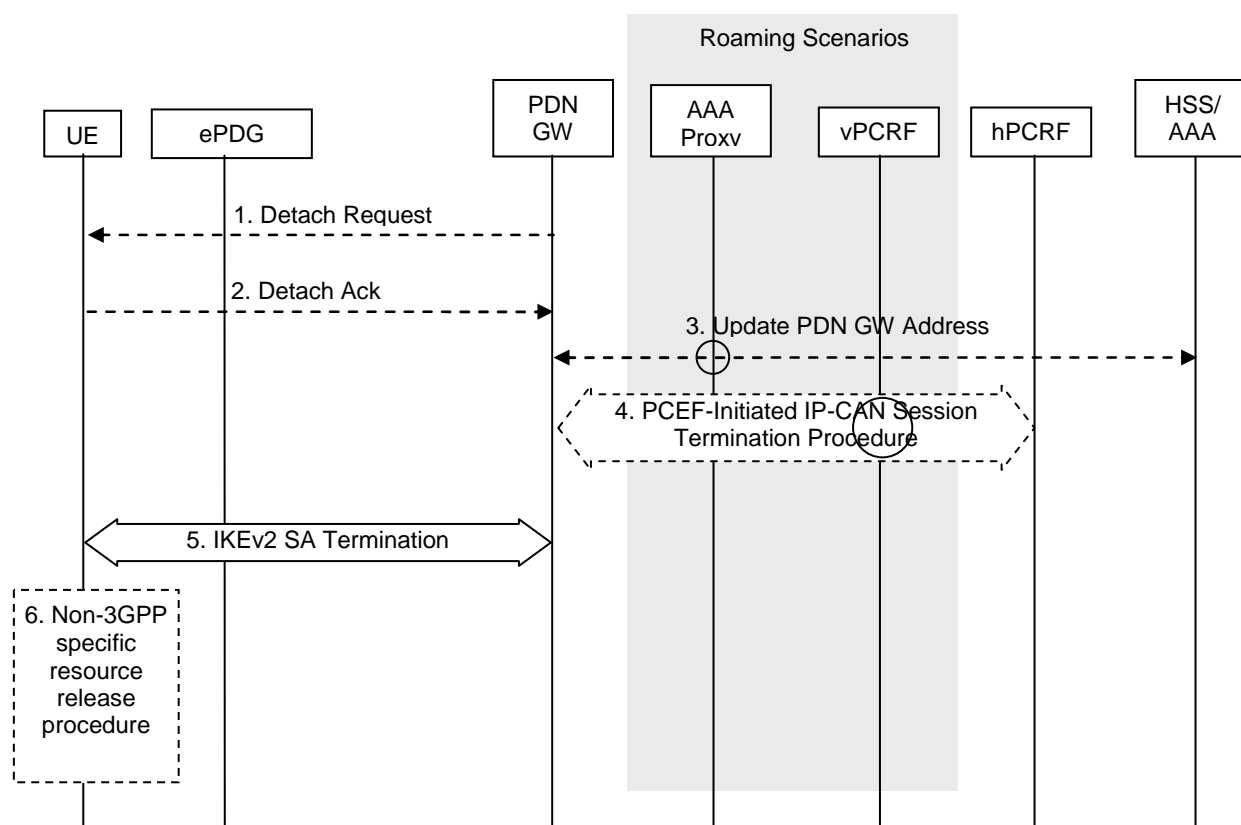 Roaming Scenarios
UE
ePDG
PDN
GW
AAA
Proxy
vPCRF
hPCRF
HSS/
AAA
1. Detach Request
2. Detach Ack
3. Update PDN GW Address
4. PCEF-Initiated IP-CAN Session
Termination Procedure
5. IKEv2 SA Termination
6. Non-3GPP
specific
resource
release
procedure